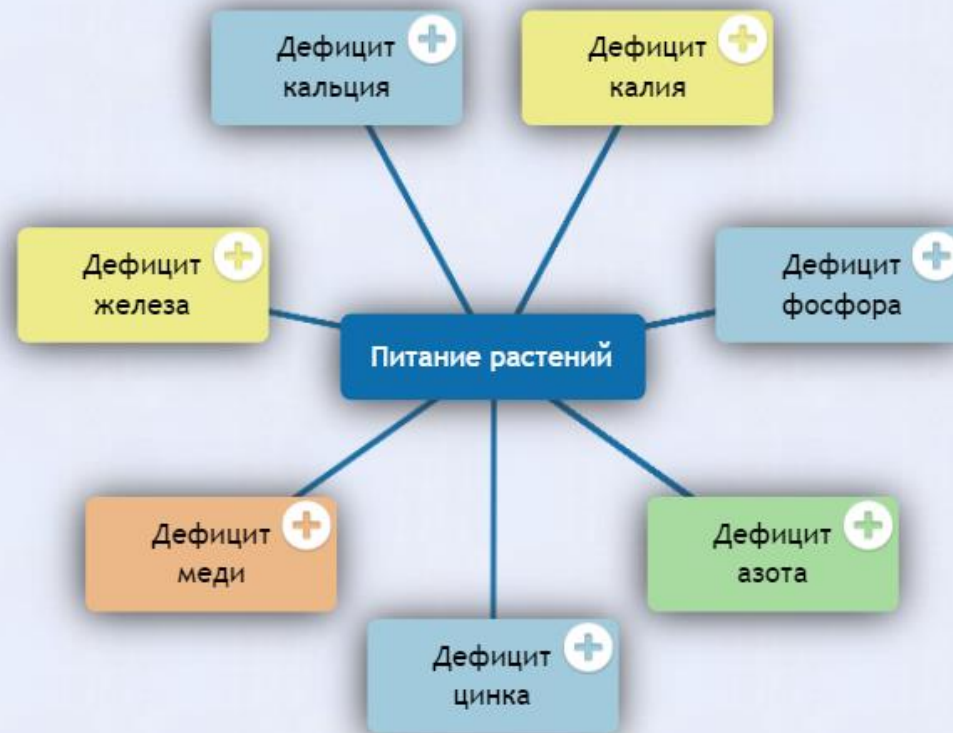 Дефицит
кальция
Дефицит
калия
Дефицит
железа
Дефицит
фосфора
Питание растений
Дефицит
меди
Дефицит
азота
Дефицит
цинка